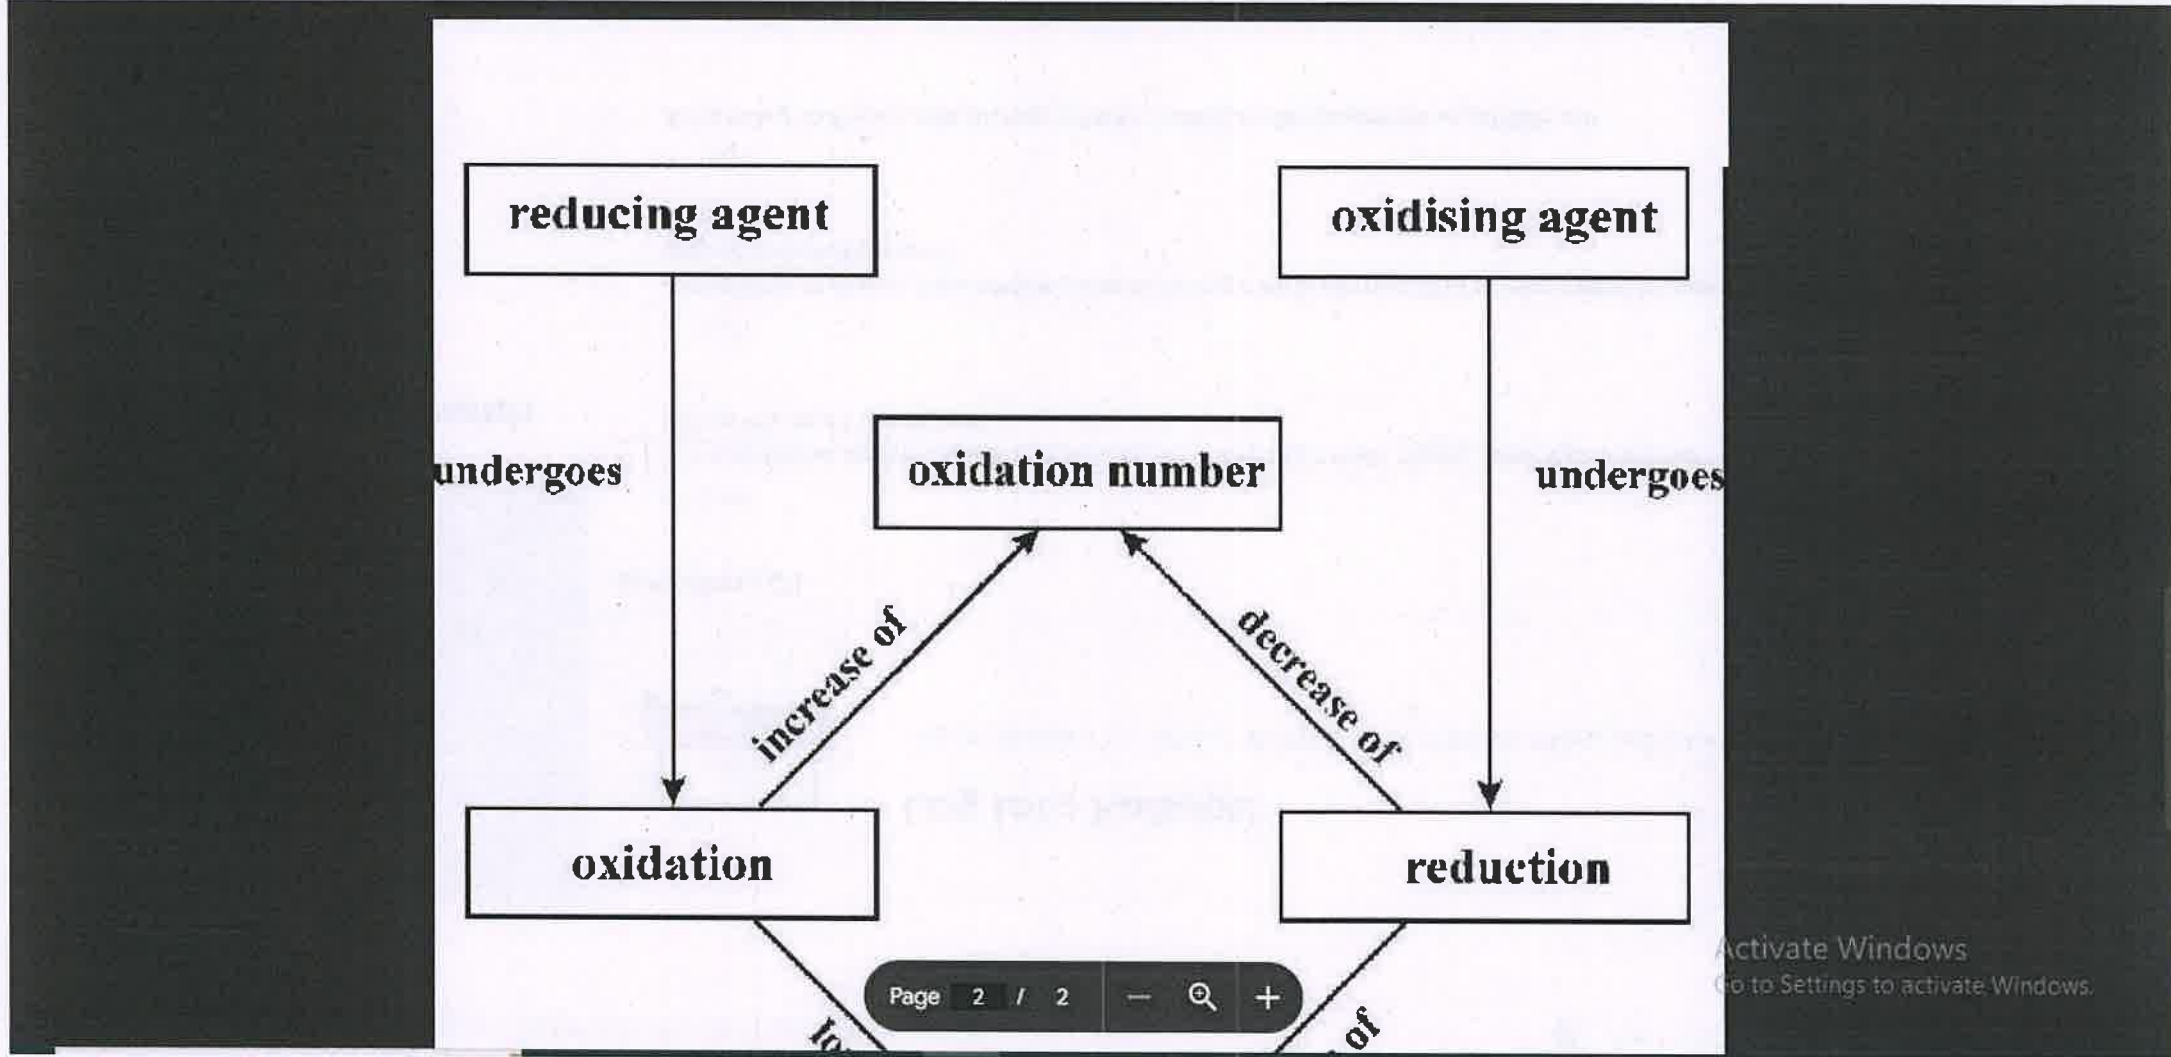 reducing agent
oxidising agent
undergoes
oxidation number
undergoes
increase of
decrease of
oxidation
reduction
Activate Windows
Go to Settings to activate Windows.
Page 2 / 2
of